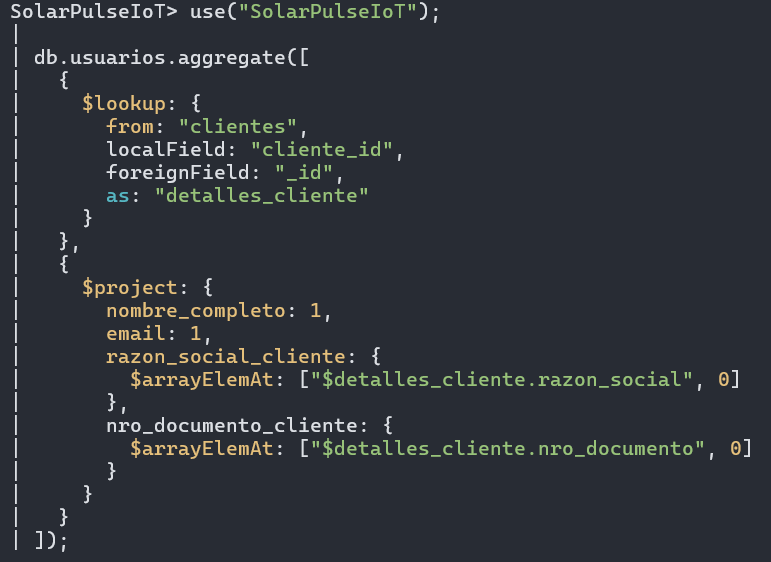 SolarPulseIoT> use("SolarPulseIoT");
|
| db.usuarios.aggregate([
|   {
|     $lookup: {
|       from: "clientes",
|       localField: "cliente_id",
|       foreignField: "_id",
|       as: "detalles_cliente"
|     }
|   },
|   {
|     $project: {
|       nombre_completo: 1,
|       email: 1,
|       razon_social_cliente: {
|         $arrayElemAt: ["$detalles_cliente.razon_social", 0]
|       },
|       nro_documento_cliente: {
|         $arrayElemAt: ["$detalles_cliente.nro_documento", 0]
|       }
|     }
|   }
| ]);